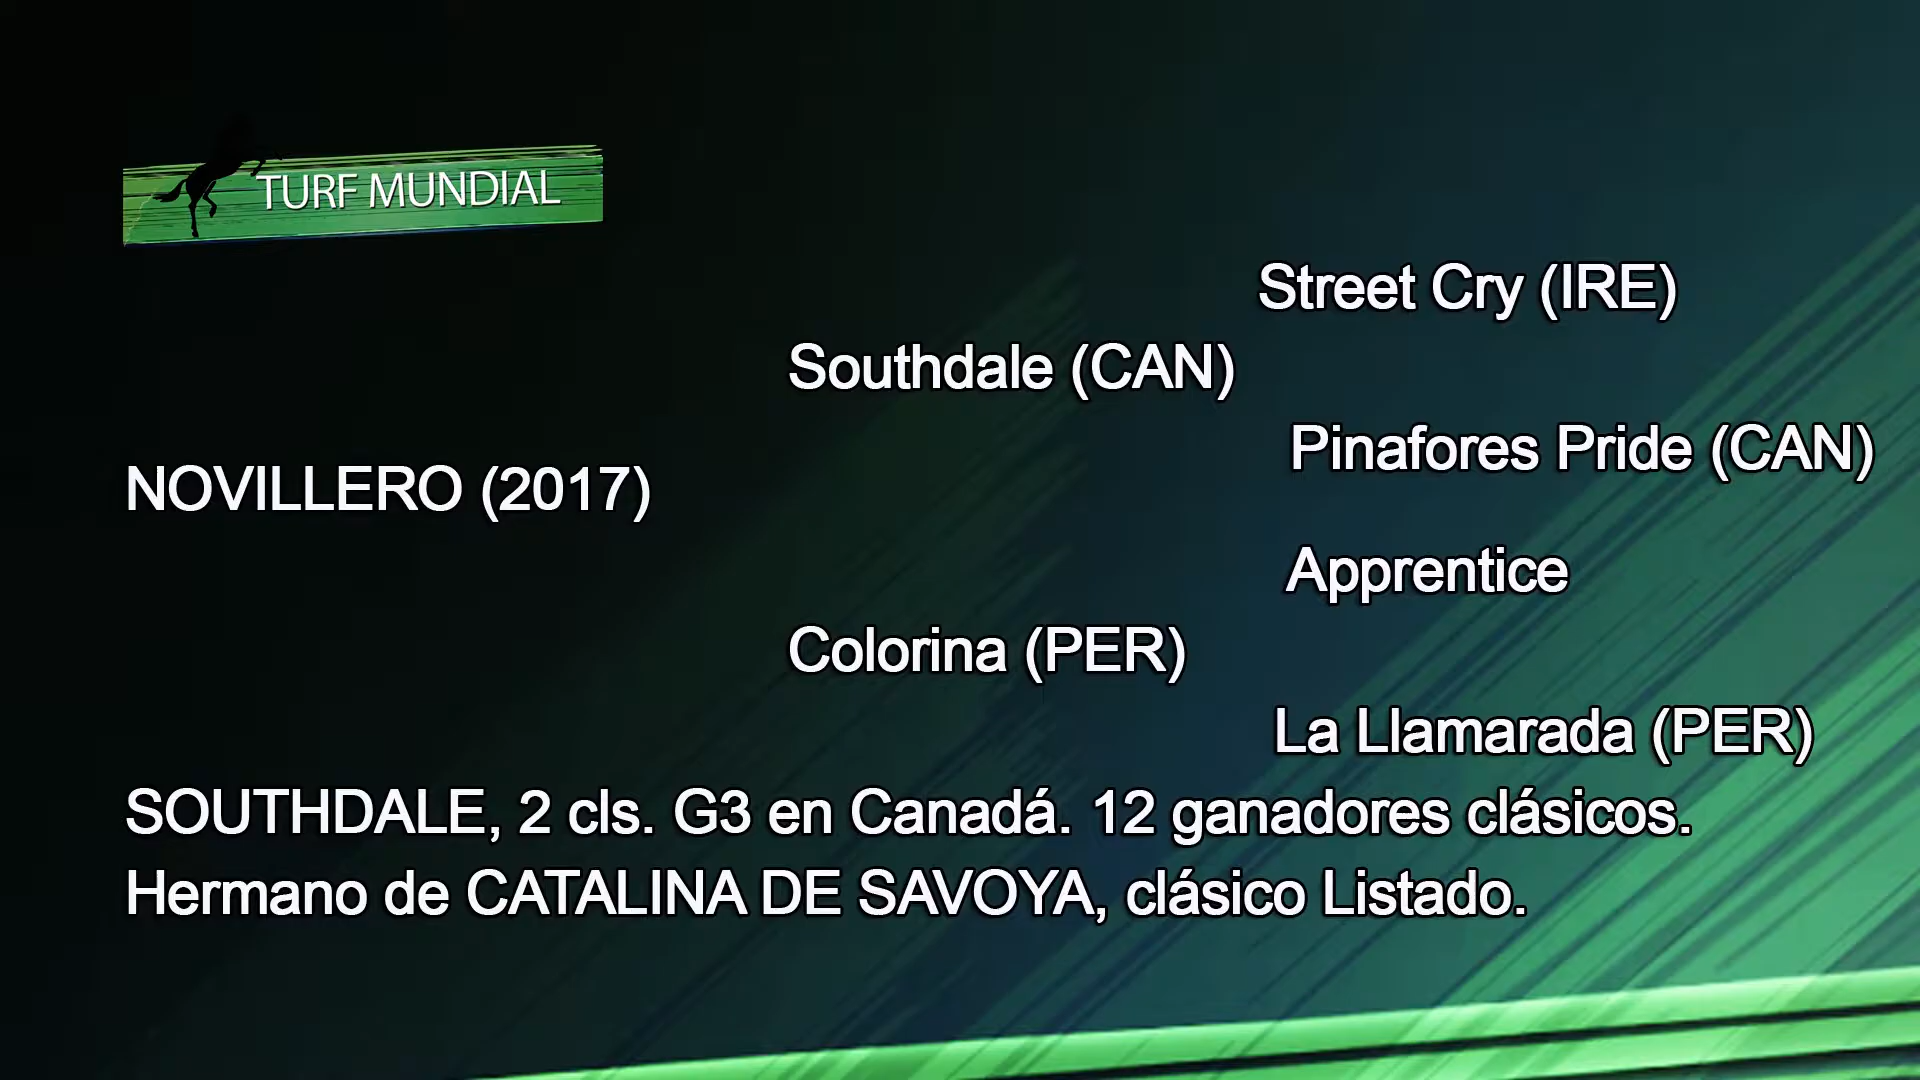 TURF MUNDIAL
Street Cry (IRE)
Southdale (CAN)
Pinafores Pride (CAN)
NOVILLERO (2017)
Apprentice
Colorina (PER)
La Llamarada (PER)
SOUTHDALE, 2 cls. G3 en Canadá. 12 ganadores clásicos.
Hermano de CATALINA DE SAVOYA, clásico Listado.